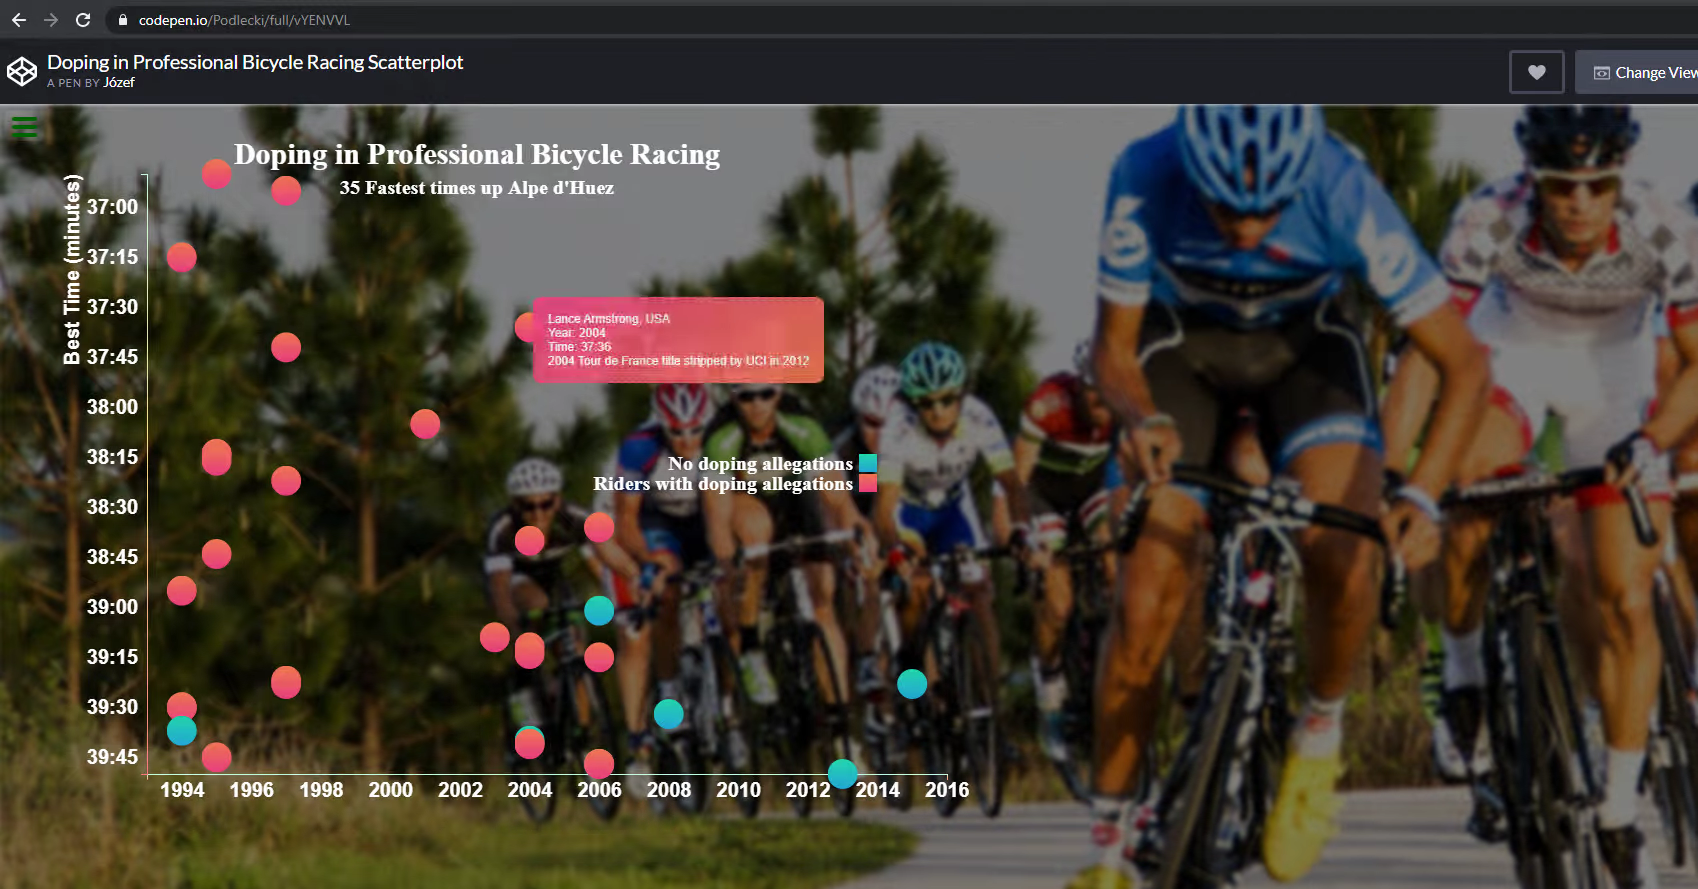 codepen.io/Podlecki/full/vYENVVL
Doping in Professional Bicycle Racing Scatterplot
A PEN BY Józef
Change View
Doping in Professional Bicycle Racing
35 Fastest times up Alpe d'Huez
Best Time (minutes)
37:00
37:15
37:30
37:45
38:00
38:15
38:30
38:45
39:00
39:15
39:30
39:45
Lance Armstrong, USA
Year: 2004
Time: 37:36
2004 Tour de France title stripped by UCI in 2012
No doping allegations
Riders with doping allegations
1994 1996 1998 2000 2002 2004 2006 2008 2010 2012 2014 2016